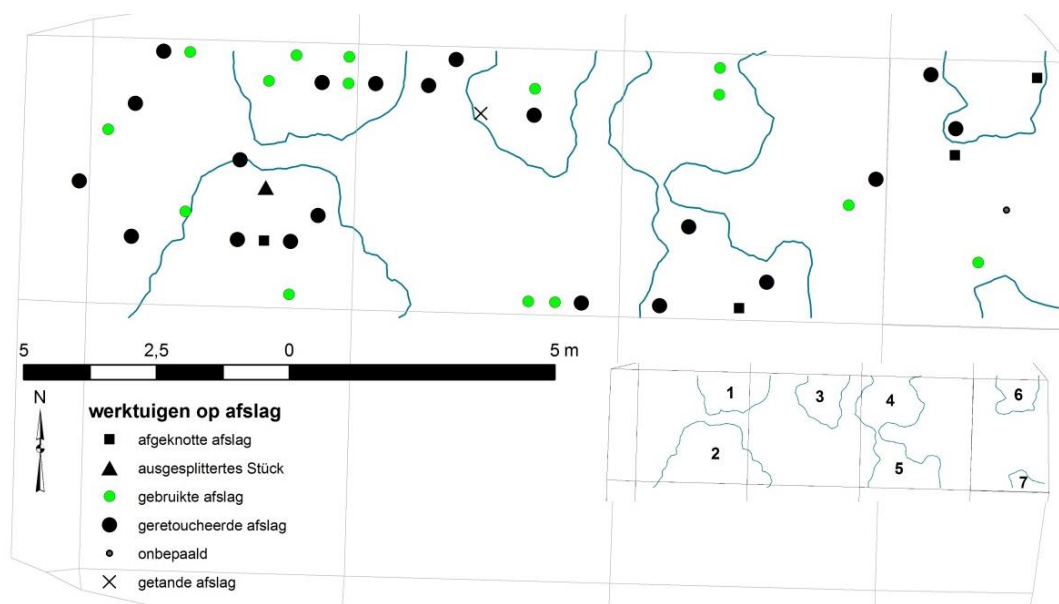 5 2,5 0 5 m
N
werktuigen op afslag
afgeknotte afslag
ausgesplittertes Stück
gebruikte afslag
geretoucheerde afslag
onbepaald
getande afslag
1 3 4 6
2 5 7